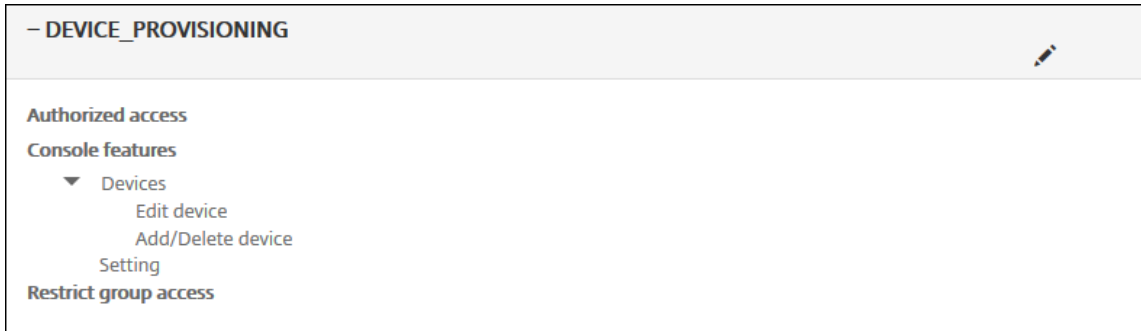 – DEVICE_PROVISIONING
Authorized access
Console features
Devices
Edit device
Add/Delete device
Setting
Restrict group access